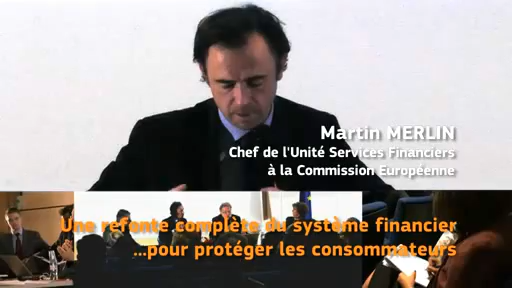 Martin MERLIN
Chef de l'Unité Services Financiers
à la Commission Européenne
Une refonte complète du système financier
...pour protéger les consommateurs